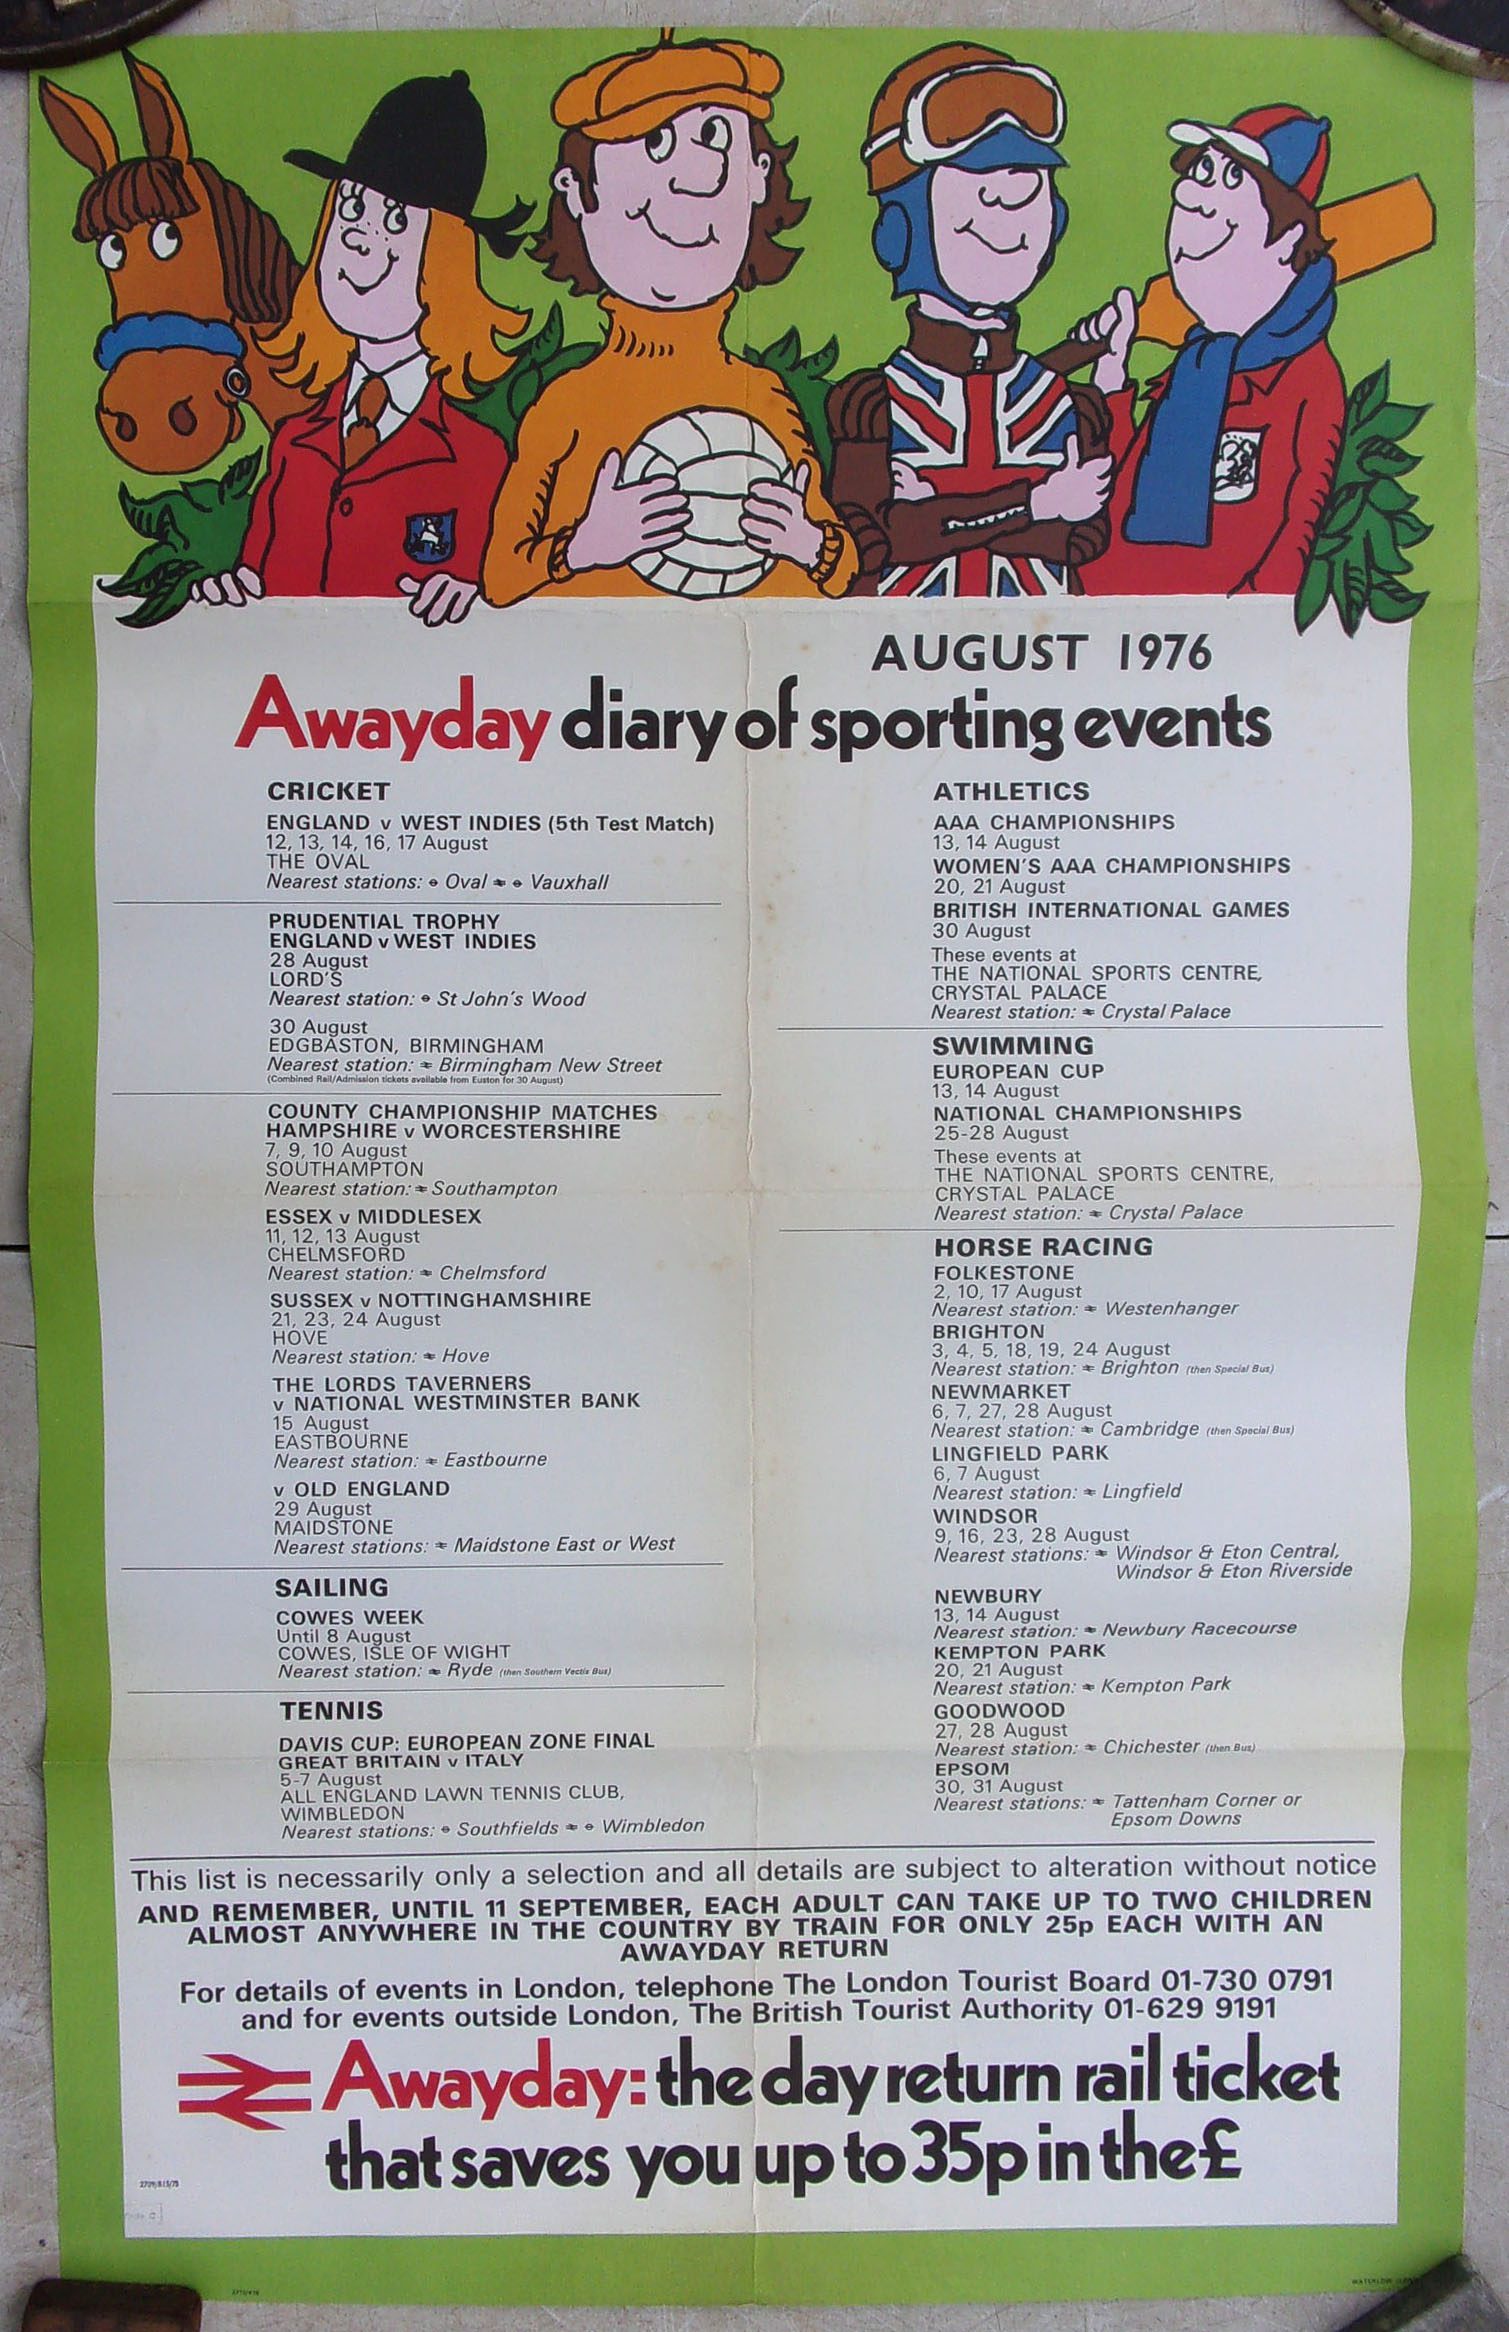 AUGUST 1976
Awayday diary of sporting events
CRICKET
ENGLAND v WEST INDIES (5th Test Match)
12, 13, 14, 16, 17 August
THE OVAL
Nearest stations: Oval Vauxhall
PRUDENTIAL TROPHY
ENGLAND v WEST INDIES
28 August
LORD'S
Nearest station: St John's Wood
30 August
EDGBASTON, BIRMINGHAM
Nearest station: Birmingham New Street
(Combined Rail/Admission tickets available from Euston for 30 August)
COUNTY CHAMPIONSHIP MATCHES
HAMPSHIRE v WORCESTERSHIRE
7, 9, 10 August
SOUTHAMPTON
Nearest station: Southampton
ESSEX v MIDDLESEX
11, 12, 13 August
CHELMSFORD
Nearest station: Chelmsford
SUSSEX v NOTTINGHAMSHIRE
21, 23, 24 August
HOVE
Nearest station: Hove
THE LORDS TAVERNERS
v NATIONAL WESTMINSTER BANK
15 August
EASTBOURNE
Nearest station: Eastbourne
v OLD ENGLAND
29 August
MAIDSTONE
Nearest stations: Maidstone East or West
SAILING
COWES WEEK
Until 8 August
COWES, ISLE OF WIGHT
Nearest station: Ryde (then Southern Vectis Bus)
TENNIS
DAVIS CUP: EUROPEAN ZONE FINAL
GREAT BRITAIN v ITALY
5-7 August
ALL ENGLAND LAWN TENNIS CLUB,
WIMBLEDON
Nearest stations: Southfields Wimbledon
ATHLETICS
AAA CHAMPIONSHIPS
13, 14 August
WOMEN'S AAA CHAMPIONSHIPS
20, 21 August
BRITISH INTERNATIONAL GAMES
30 August
These events at
THE NATIONAL SPORTS CENTRE,
CRYSTAL PALACE
Nearest station: Crystal Palace
SWIMMING
EUROPEAN CUP
13, 14 August
NATIONAL CHAMPIONSHIPS
25-28 August
These events at
THE NATIONAL SPORTS CENTRE,
CRYSTAL PALACE
Nearest station: Crystal Palace
HORSE RACING
FOLKESTONE
2, 10, 17 August
Nearest station: Westenhanger
BRIGHTON
3, 4, 5, 18, 19, 24 August
Nearest station: Brighton (then Special Bus)
NEWMARKET
6, 7, 27, 28 August
Nearest station: Cambridge (then Special Bus)
LINGFIELD PARK
6, 7 August
Nearest station: Lingfield
WINDSOR
9, 16, 23, 28 August
Nearest stations: Windsor & Eton Central,
Windsor & Eton Riverside
NEWBURY
13, 14 August
Nearest station: Newbury Racecourse
KEMPTON PARK
20, 21 August
Nearest station: Kempton Park
GOODWOOD
27, 28 August
Nearest station: Chichester (then Bus)
EPSOM
30, 31 August
Nearest stations: Tattenham Corner or
Epsom Downs
This list is necessarily only a selection and all details are subject to alteration without notice
AND REMEMBER, UNTIL 11 SEPTEMBER, EACH ADULT CAN TAKE UP TO TWO CHILDREN
ALMOST ANYWHERE IN THE COUNTRY BY TRAIN FOR ONLY 25p EACH WITH AN
AWAYDAY RETURN
For details of events in London, telephone The London Tourist Board 01-730 0791
and for events outside London, The British Tourist Authority 01-629 9191
Awayday: the day return rail ticket
that saves you up to 35p in the £